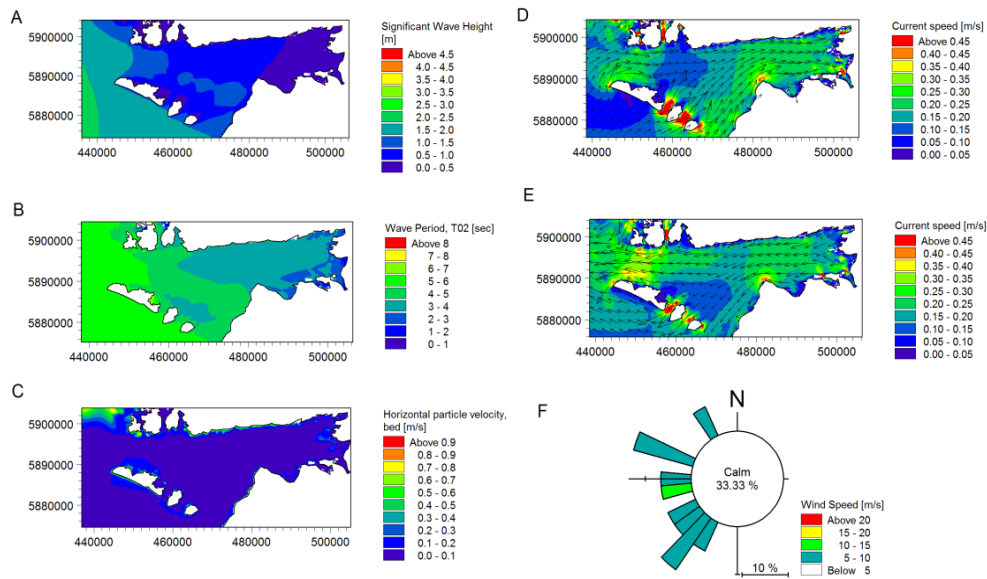 A
5900000
5890000
5880000
440000 460000 480000 500000
Significant Wave Height
[m]
Above 4.5
4.0 - 4.5
3.5 - 4.0
3.0 - 3.5
2.5 - 3.0
2.0 - 2.5
1.5 - 2.0
1.0 - 1.5
0.5 - 1.0
0.0 - 0.5
B
5900000
5890000
5880000
440000 460000 480000 500000
Wave Period, T02 [sec]
Above 8
7 - 8
6 - 7
5 - 6
4 - 5
3 - 4
2 - 3
1 - 2
0 - 1
C
5900000
5890000
5880000
440000 460000 480000 500000
Horizontal particle velocity,
bed [m/s]
Above 0.9
0.8 - 0.9
0.7 - 0.8
0.6 - 0.7
0.5 - 0.6
0.4 - 0.5
0.3 - 0.4
0.2 - 0.3
0.1 - 0.2
0.0 - 0.1
D
5900000
5890000
5880000
440000 460000 480000 500000
Current speed [m/s]
Above 0.45
0.40 - 0.45
0.35 - 0.40
0.30 - 0.35
0.25 - 0.30
0.20 - 0.25
0.15 - 0.20
0.10 - 0.15
0.05 - 0.10
0.00 - 0.05
E
5900000
5890000
5880000
440000 460000 480000 500000
Current speed [m/s]
Above 0.45
0.40 - 0.45
0.35 - 0.40
0.30 - 0.35
0.25 - 0.30
0.20 - 0.25
0.15 - 0.20
0.10 - 0.15
0.05 - 0.10
0.00 - 0.05
F
N
Calm
33.33 %
10 %
Wind Speed [m/s]
Above 20
15 - 20
10 - 15
5 - 10
Below 5